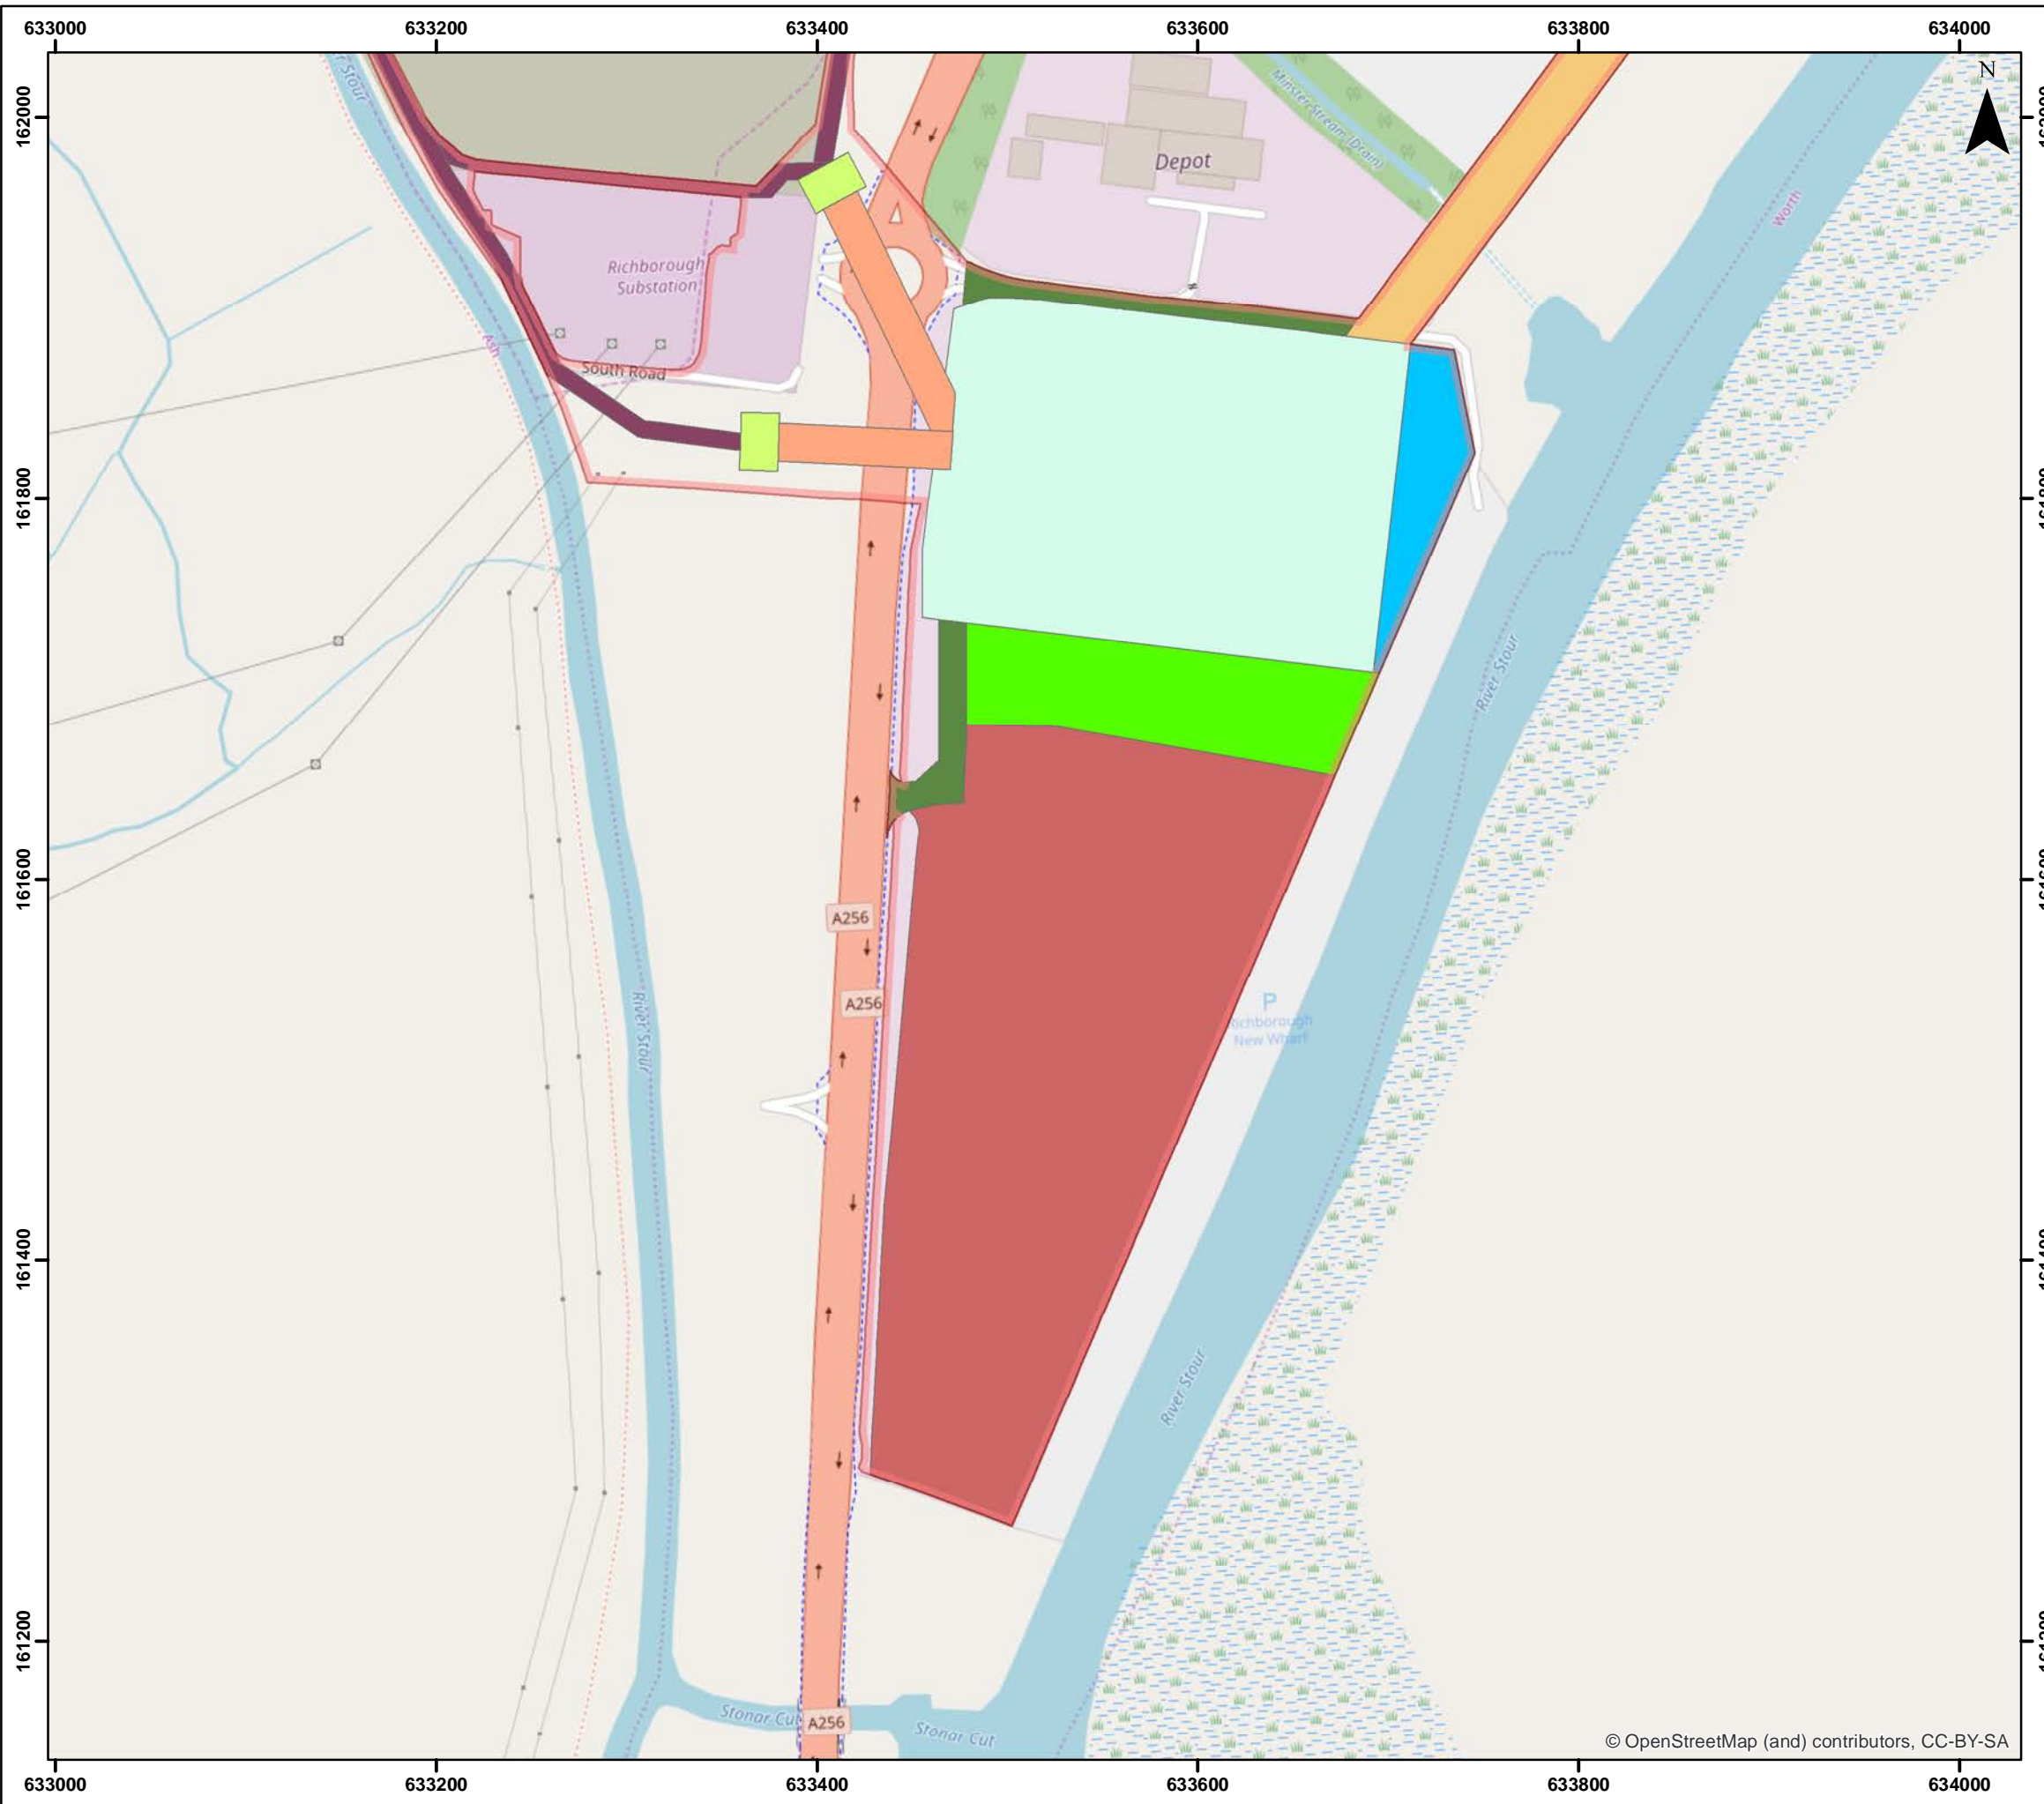 633000 633200 633400 633600 633800 634000
N
162000
Stour
Minster Stream (Drain)
Depot
Worth
Richborough
Substation
Ash
South Road
161800
River Stour
161600
A256
A256
P
New Wharf
River Stour
161400
River Stour
161200
Stonar Cut
A256
Stonar Cut
© OpenStreetMap (and) contributors, CC-BY-SA
633000 633200 633400 633600 633800 634000